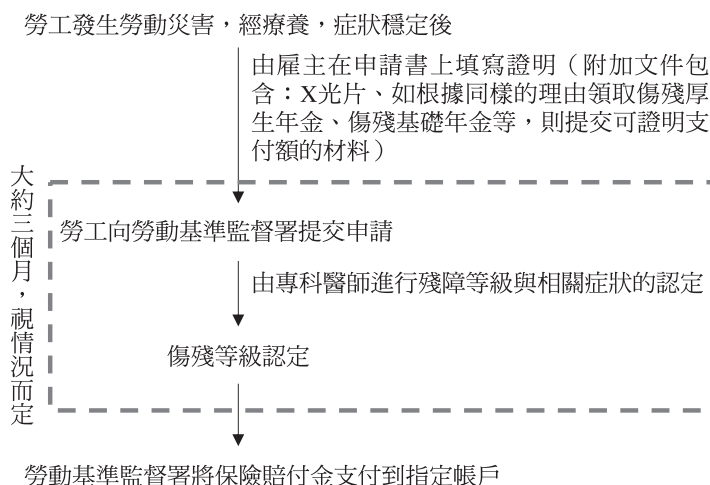 勞工發生勞動災害，經療養，症狀穩定後
由雇主在申請書上填寫證明（附加文件包
含：X光片、如根據同樣的理由領取傷殘厚
生年金、傷殘基礎年金等，則提交可證明支
付額的材料）
大約三個月，視情況而定
勞工向勞動基準監督署提交申請
由專科醫師進行殘障等級與相關症狀的認定
傷殘等級認定
勞動基準監督署將保險賠付金支付到指定帳戶